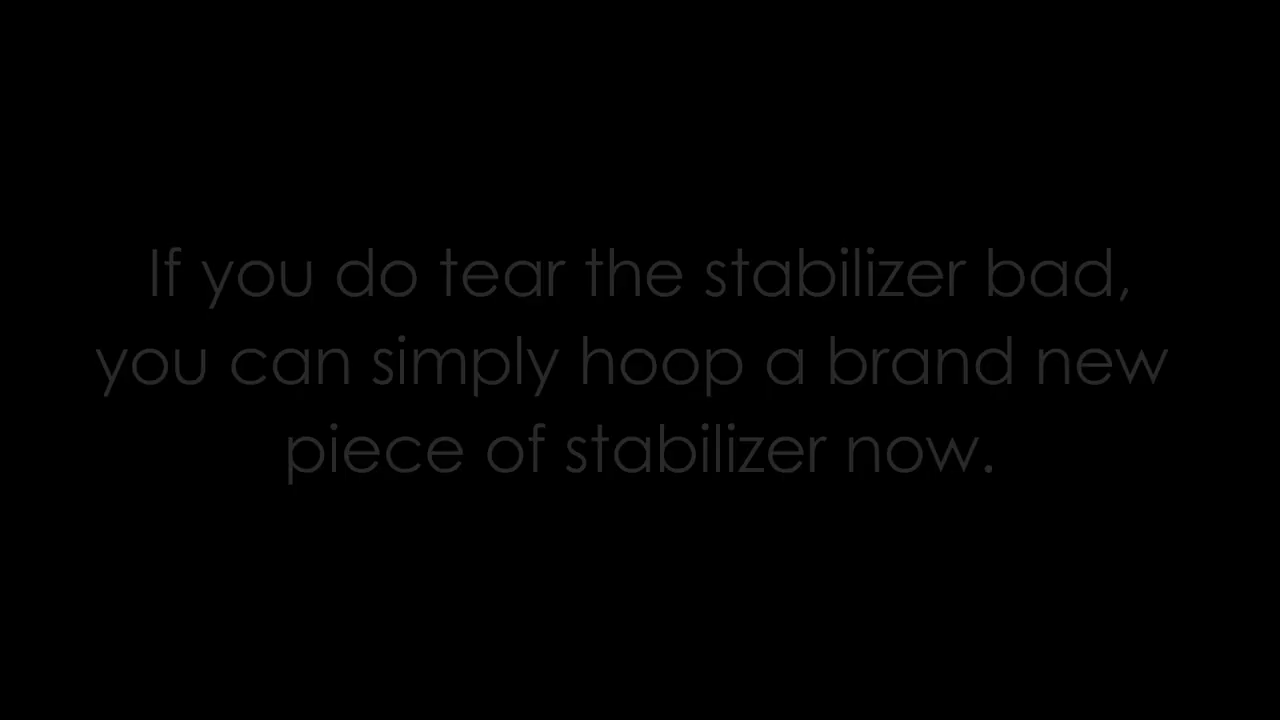 If you do tear the stabilizer bad,
you can simply hoop a brand new
piece of stabilizer now.